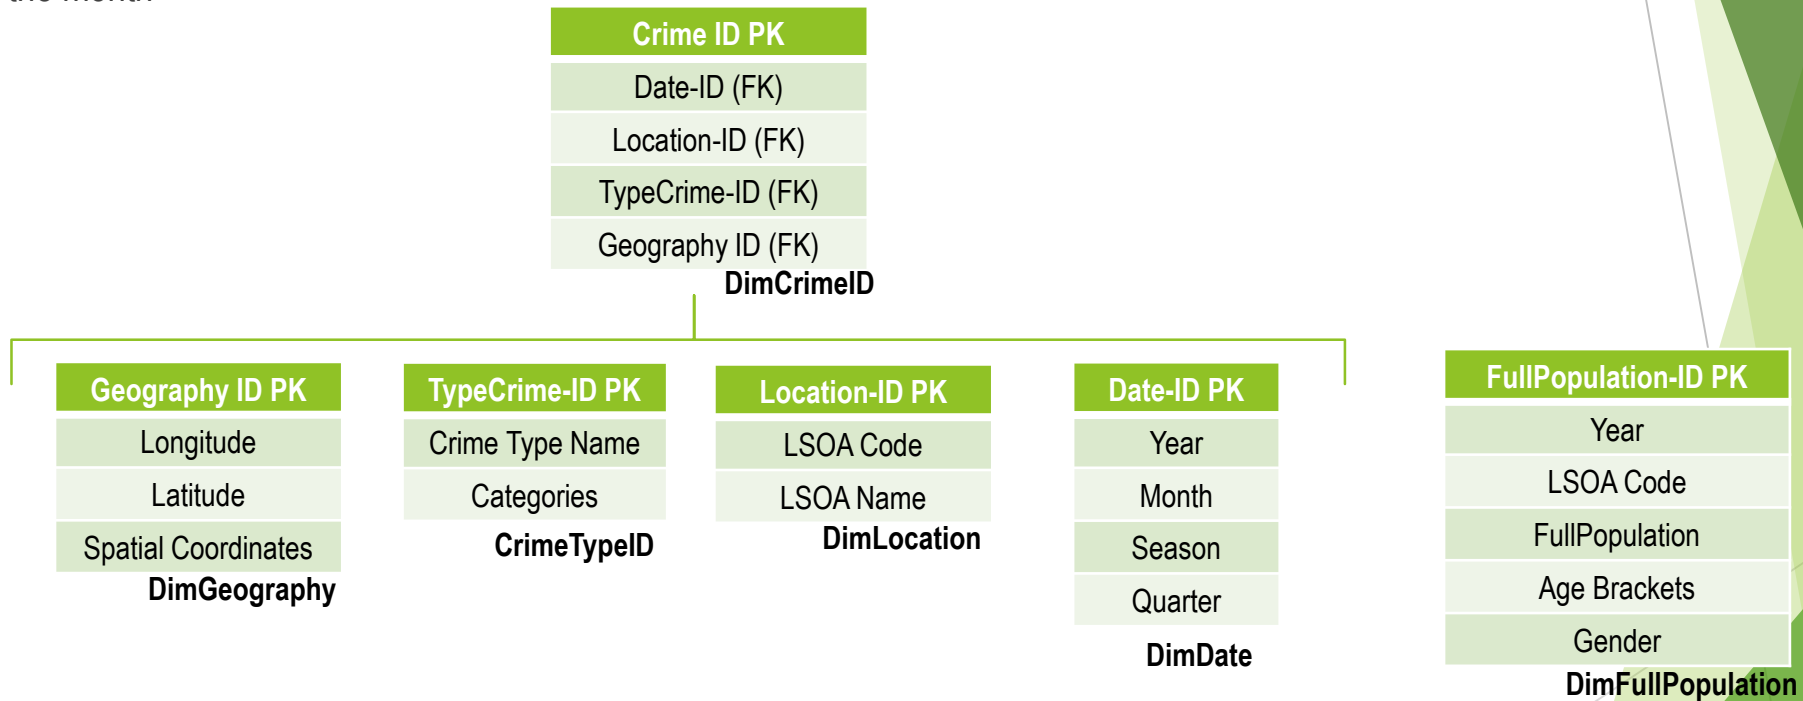 Crime ID PK
Date-ID (FK)
Location-ID (FK)
TypeCrime-ID (FK)
Geography ID (FK)
DimCrimeID
Geography ID PK
Longitude
Latitude
Spatial Coordinates
DimGeography
TypeCrime-ID PK
Crime Type Name
Categories
CrimeTypeID
Location-ID PK
LSOA Code
LSOA Name
DimLocation
Date-ID PK
Year
Month
Season
Quarter
DimDate
FullPopulation-ID PK
Year
LSOA Code
FullPopulation
Age Brackets
Gender
DimFullPopulation